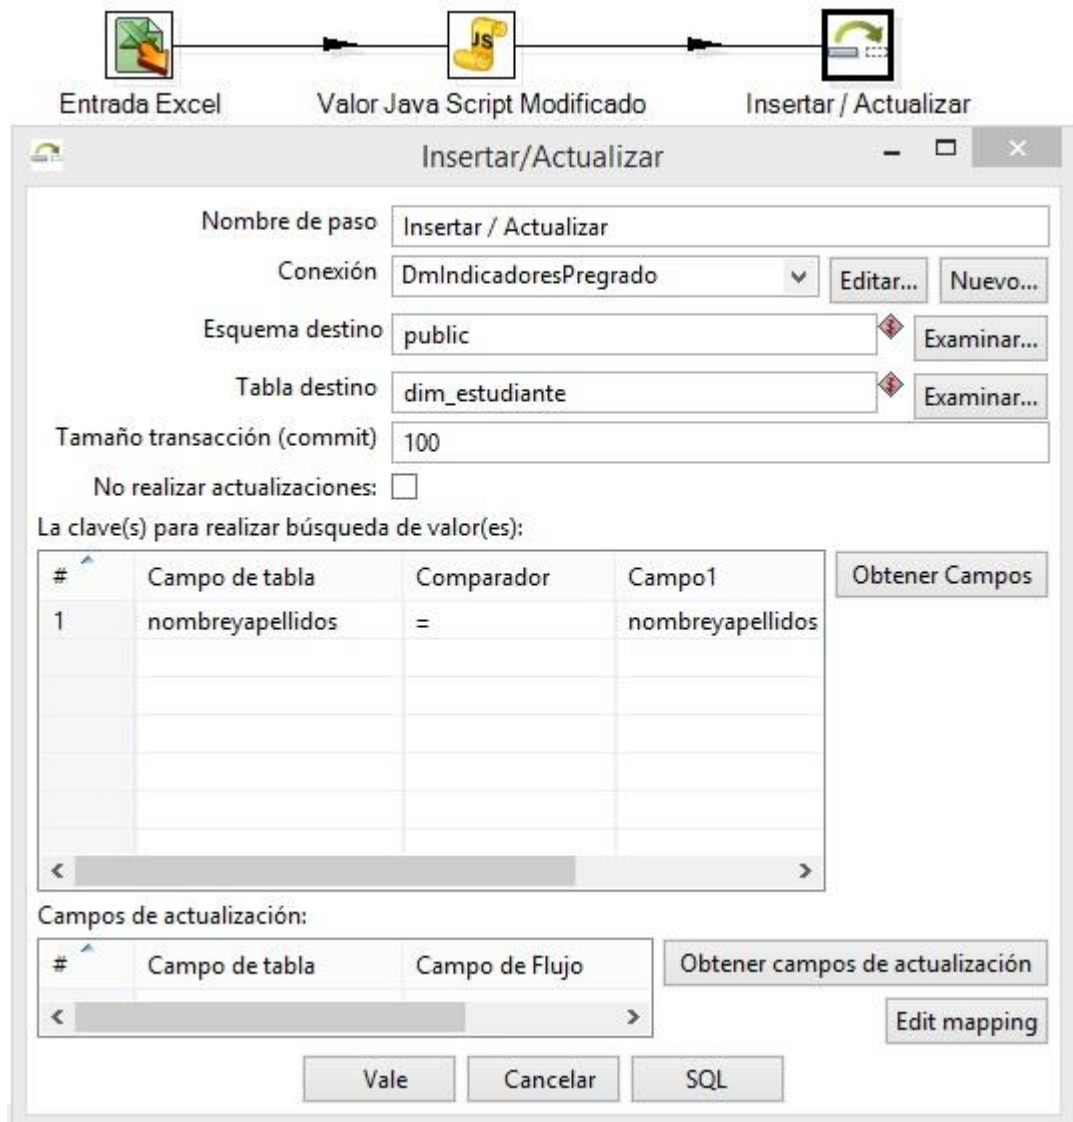 JS
Entrada Excel Valor Java Script Modificado Insertar / Actualizar
Insertar/Actualizar
Nombre de paso Insertar / Actualizar
Conexión DmIndicadoresPregrado Editar... Nuevo...
Esquema destino public Examinar...
Tabla destino dim_estudiante Examinar...
Tamaño transacción (commit) 100
No realizar actualizaciones:
La clave(s) para realizar búsqueda de valor(es):
# Campo de tabla Comparador Campo1 Obtener Campos
1 nombreyapellidos = nombreyapellidos
Campos de actualización:
# Campo de tabla Campo de Flujo Obtener campos de actualización
Edit mapping
Vale Cancelar SQL